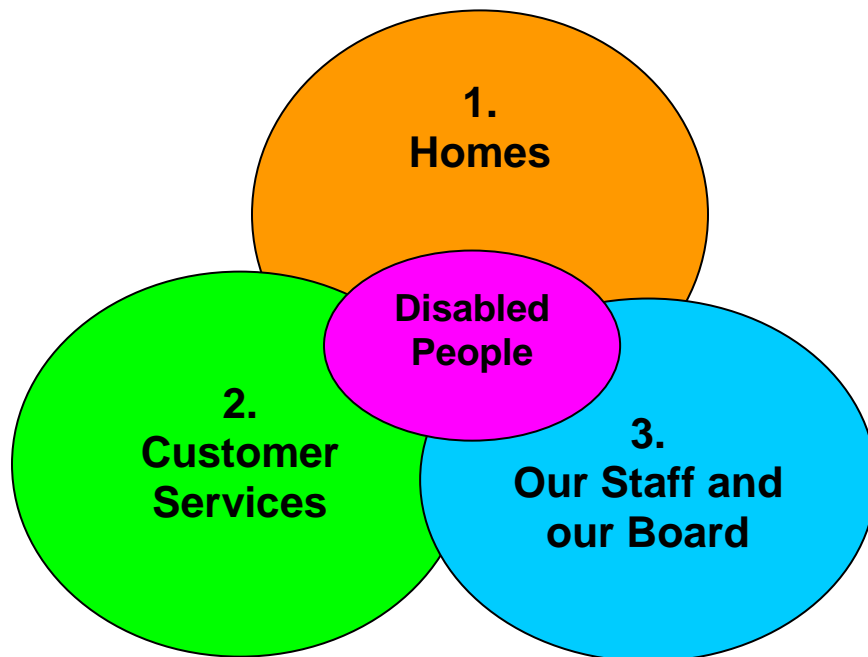 1.
Homes
Disabled
People
2.
Customer
Services
3.
Our Staff and
our Board